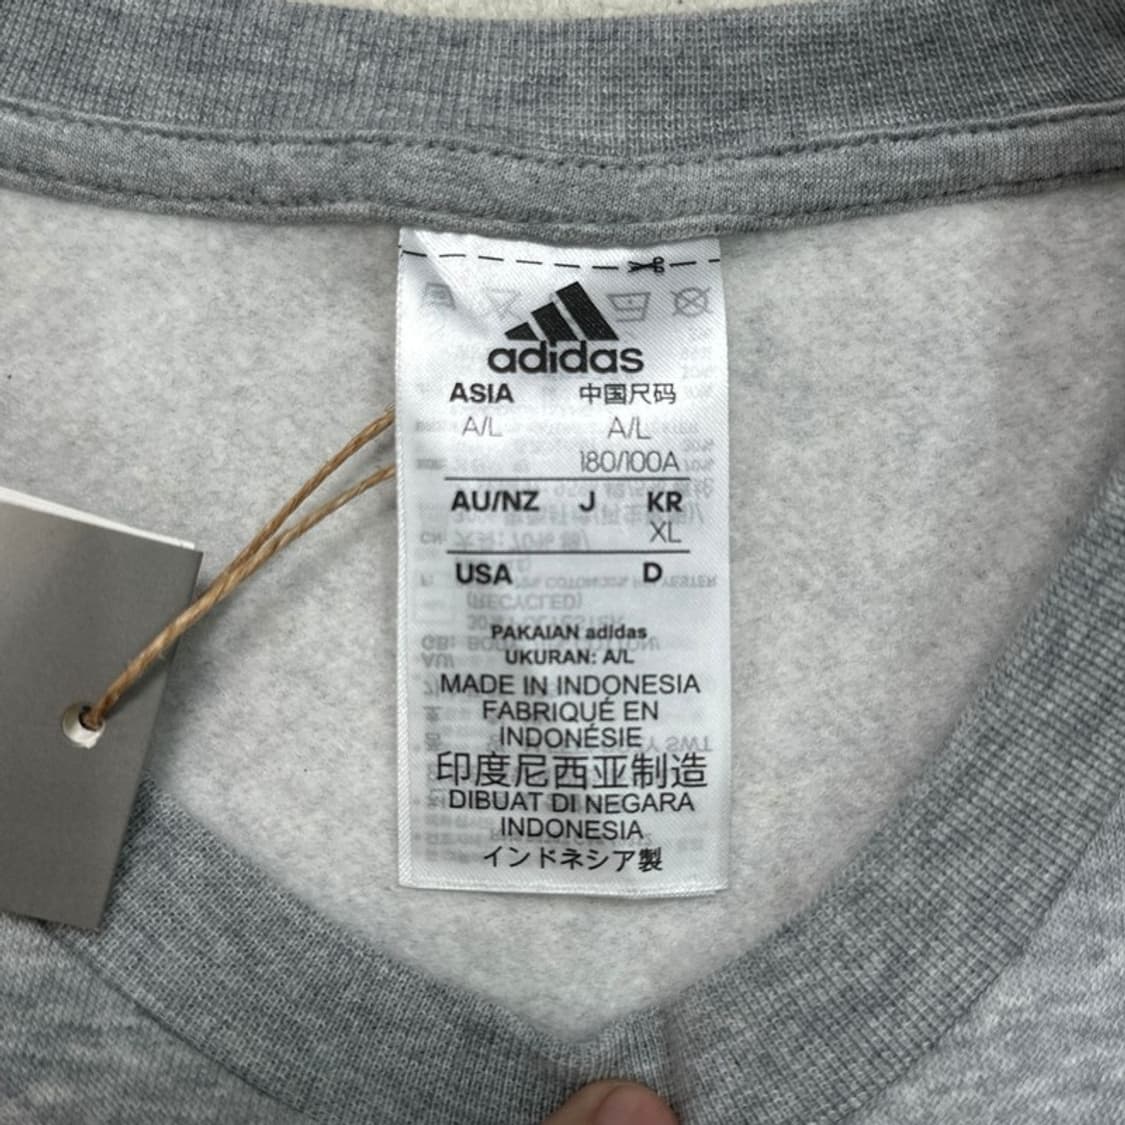 adidas
ASIA 中国尺码
A/L A/L
180/100A
AU/NZ J KR
XL
USA D
PAKAIAN adidas
UKURAN: A/L
MADE IN INDONESIA
FABRIQUÉ EN
INDONÉSIE
印度尼西亚制造
DIBUAT DI NEGARA
INDONESIA
インドネシア製